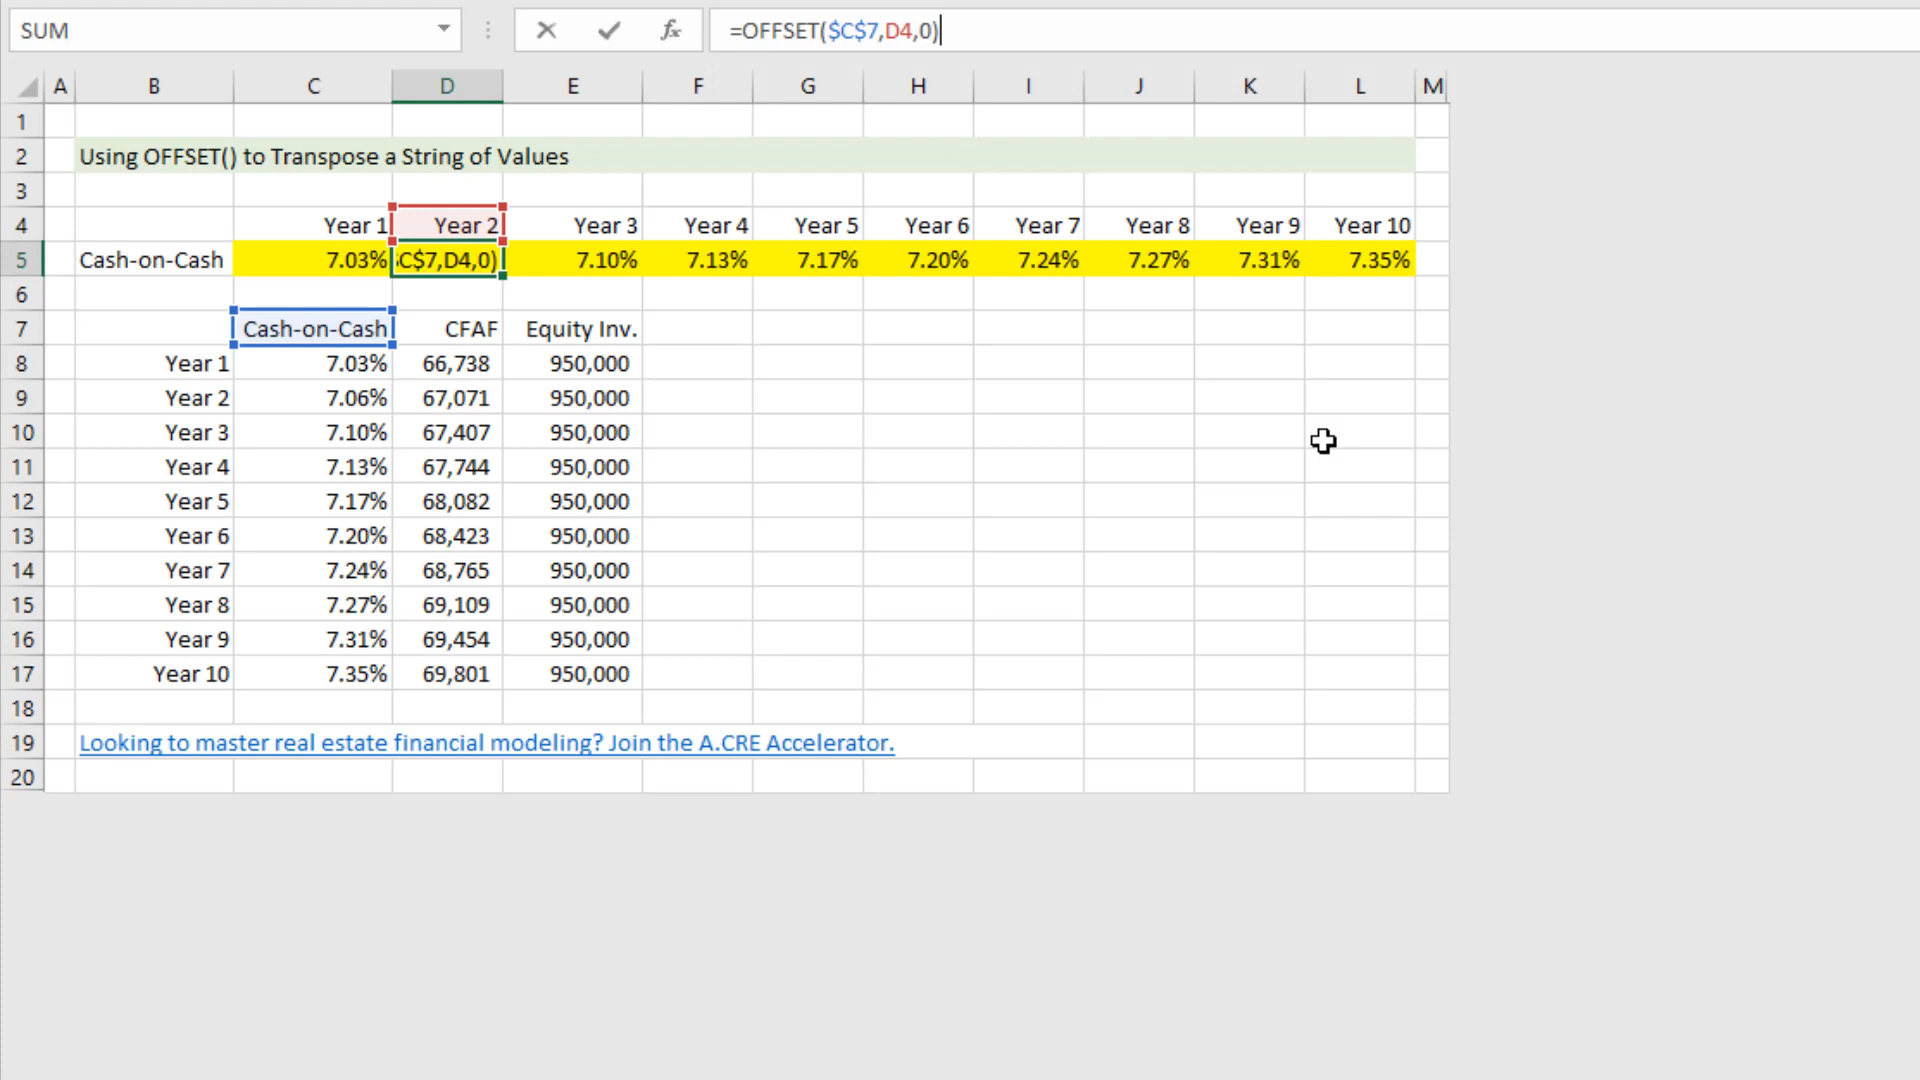 SUM =OFFSET($C$7,D4,0)
A B C D E F G H I J K L M
1
2 Using OFFSET() to Transpose a String of Values
3
4 Year 1 Year 2 Year 3 Year 4 Year 5 Year 6 Year 7 Year 8 Year 9 Year 10
5 Cash-on-Cash 7.03% C$7,D4,0) 7.10% 7.13% 7.17% 7.20% 7.24% 7.27% 7.31% 7.35%
6
7 Cash-on-Cash CFAF Equity Inv.
8 Year 1 7.03% 66,738 950,000
9 Year 2 7.06% 67,071 950,000
10 Year 3 7.10% 67,407 950,000
11 Year 4 7.13% 67,744 950,000
12 Year 5 7.17% 68,082 950,000
13 Year 6 7.20% 68,423 950,000
14 Year 7 7.24% 68,765 950,000
15 Year 8 7.27% 69,109 950,000
16 Year 9 7.31% 69,454 950,000
17 Year 10 7.35% 69,801 950,000
18
19 Looking to master real estate financial modeling? Join the A.CRE Accelerator.
20